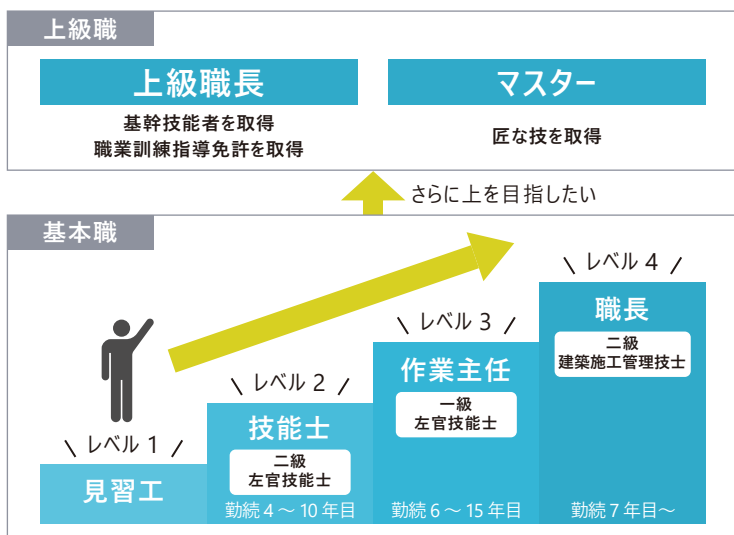 上級職
上級職長
基幹技能者を取得
職業訓練指導免許を取得
マスター
匠な技を取得
さらに上を目指したい
基本職
レベル 1
見習工
レベル 2
技能士
二級
左官技能士
勤続 4 ～ 10 年目
レベル 3
作業主任
一級
左官技能士
勤続 6 ～ 15 年目
レベル 4
職長
二級
建築施工管理技士
勤続 7 年目～